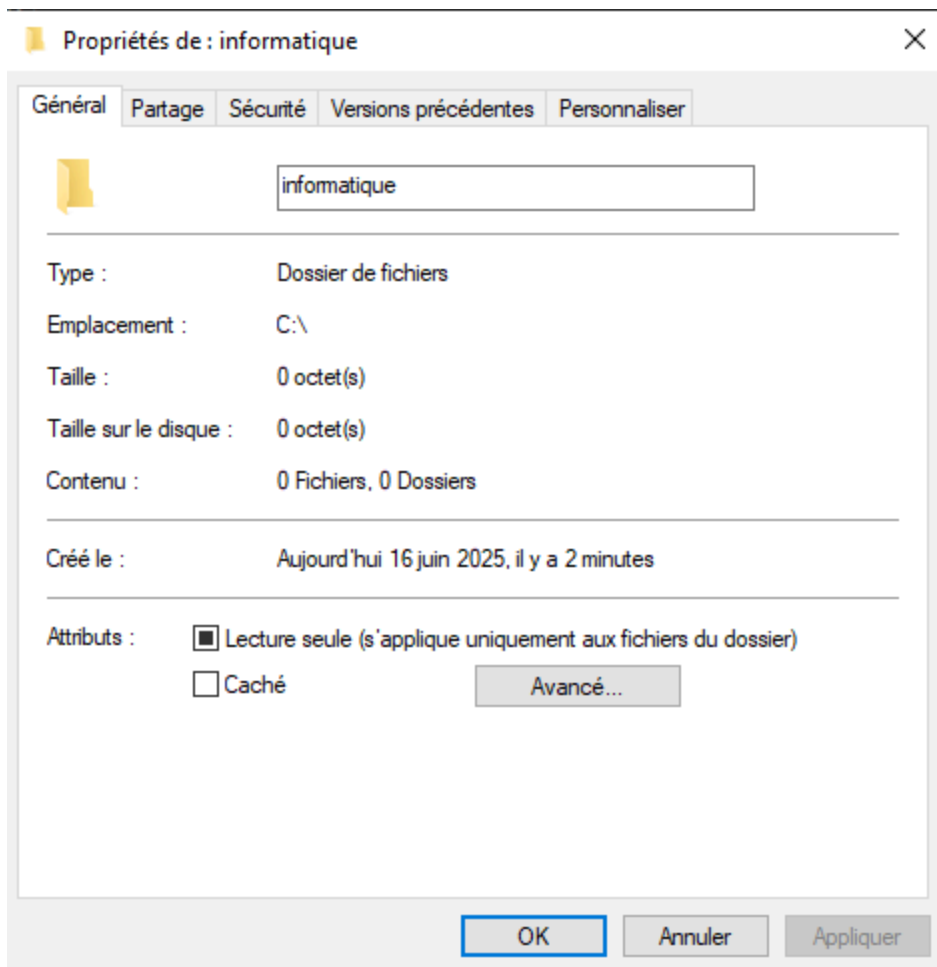 Propriétés de : informatique
Général Partage Sécurité Versions précédentes Personnaliser
informatique
Type : Dossier de fichiers
Emplacement : C:\
Taille : 0 octet(s)
Taille sur le disque : 0 octet(s)
Contenu : 0 Fichiers, 0 Dossiers
Créé le : Aujourd'hui 16 juin 2025, il y a 2 minutes
Attributs : Lecture seule (s'applique uniquement aux fichiers du dossier)
Caché Avancé...
OK Annuler Appliquer